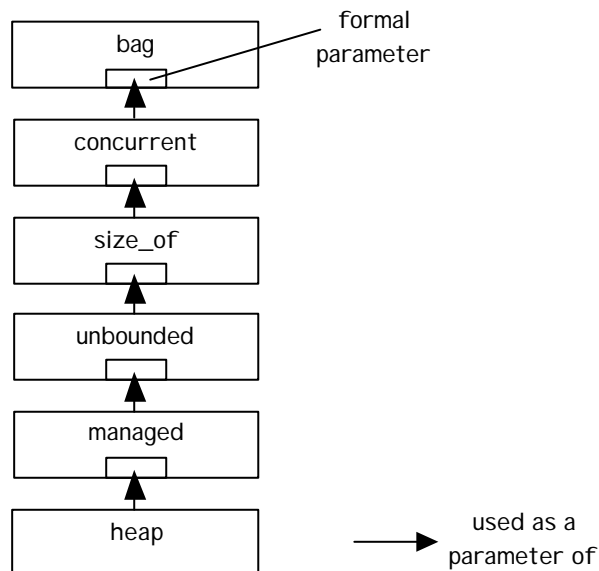 formal
parameter
bag
concurrent
size_of
unbounded
managed
heap
used as a
parameter of